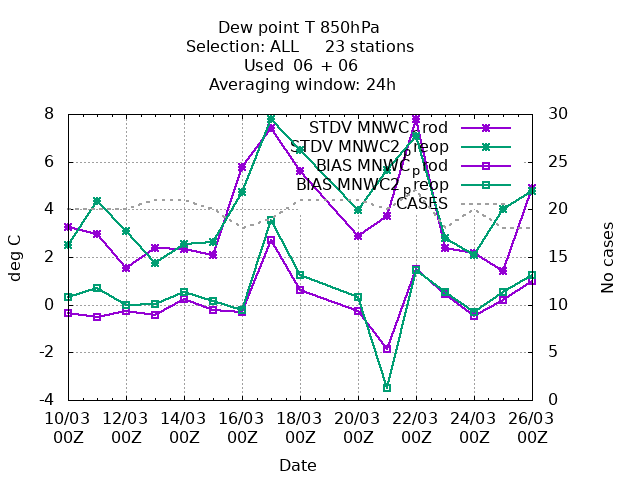 Dew point T 850hPa
Selection: ALL 23 stations
Used 06 + 06
Averaging window: 24h
8 30
STDV MNWC_prod
STDV MNWC2_preop
6 25
BIAS MNWC_prod
BIAS MNWC2_preop
CASES
4 20
2 15
0 10
-2 5
-4 0
deg C
No cases
10/03 12/03 14/03 16/03 18/03 20/03 22/03 24/03 26/03
00Z 00Z 00Z 00Z 00Z 00Z 00Z 00Z 00Z
Date